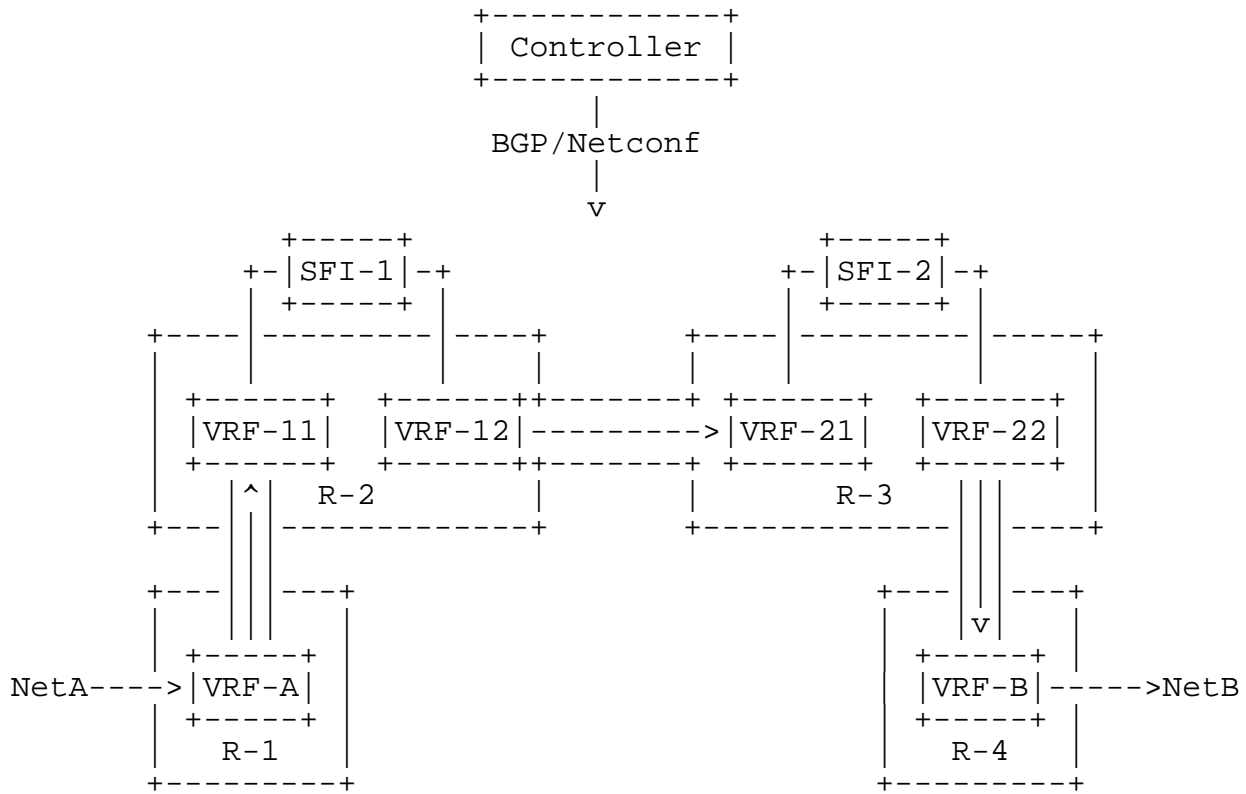 Controller
BGP/Netconf
v
SFI-1 SFI-2
VRF-11 VRF-12 VRF-21 VRF-22
R-2 R-3
v
NetA VRF-A VRF-B NetB
R-1 R-4